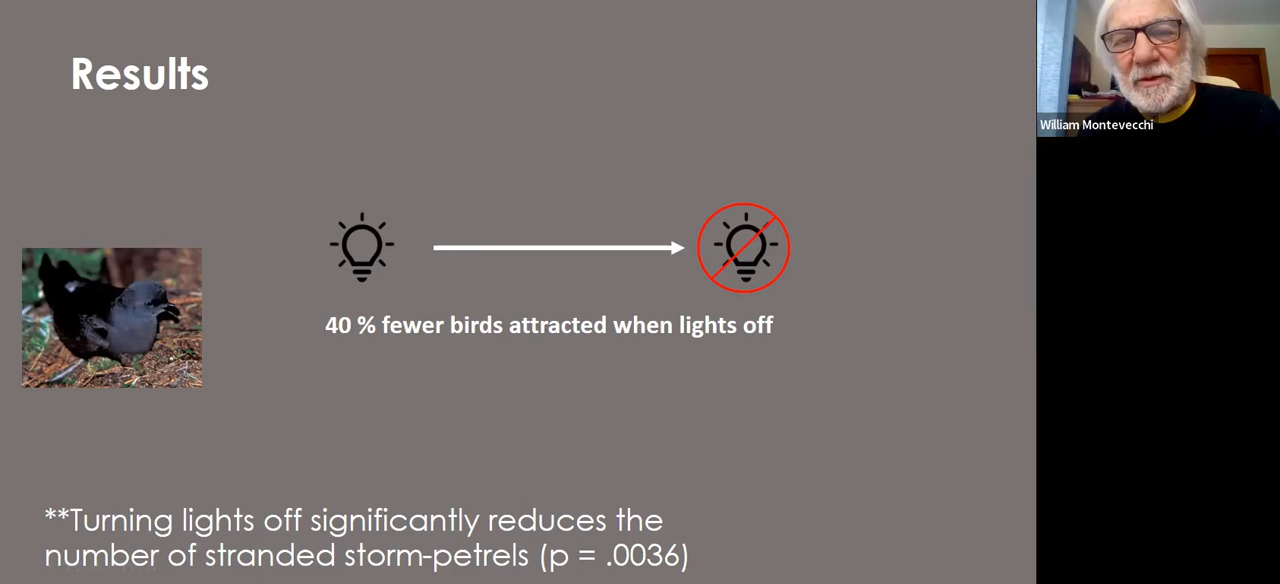 Results
40 % fewer birds attracted when lights off
**Turning lights off significantly reduces the
number of stranded storm-petrels (p = .0036)
William Montevecchi